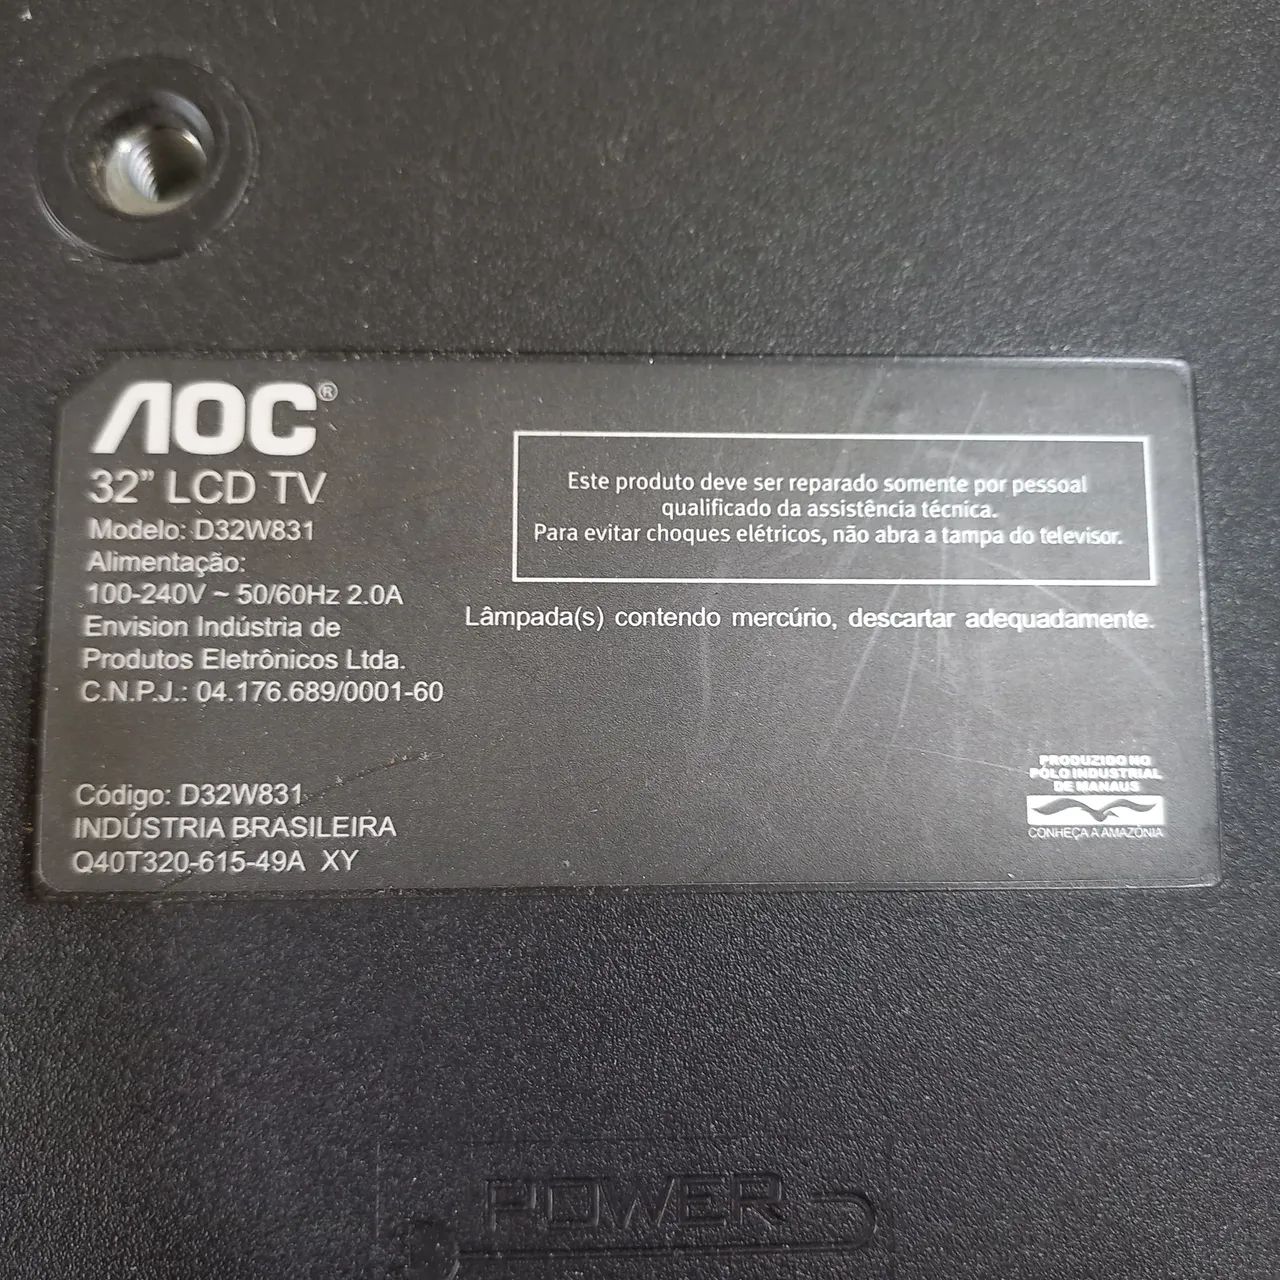 AOC®
32” LCD TV
Modelo: D32W831
Alimentação:
100-240V ~ 50/60Hz 2.0A
Envision Indústria de
Produtos Eletrônicos Ltda.
C.N.P.J.: 04.176.689/0001-60
Este produto deve ser reparado somente por pessoal
qualificado da assistência técnica.
Para evitar choques elétricos, não abra a tampa do televisor.
Lâmpada(s) contendo mercúrio, descartar adequadamente.
Código: D32W831
INDÚSTRIA BRASILEIRA
Q40T320-615-49A XY
PRODUZIDO NO
PÓLO INDUSTRIAL
DE MANAUS
CONHEÇA A AMAZÔNIA
POWER